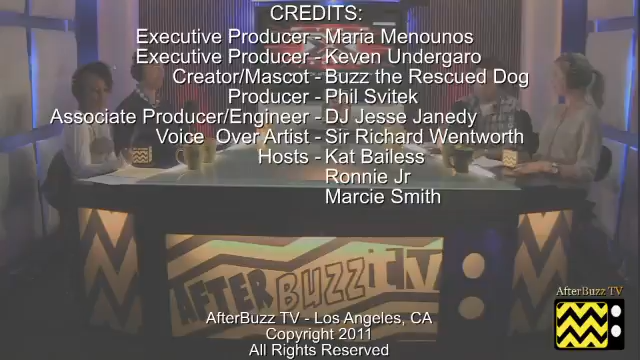 CREDITS:
Executive Producer - Maria Menounos
Executive Producer - Keven Undergaro
Creator/Mascot - Buzz the Rescued Dog
Producer - Phil Svitek
Associate Producer/Engineer - DJ Jesse Janedy
Voice Over Artist - Sir Richard Wentworth
Hosts - Kat Bailess
Ronnie Jr
Marcie Smith
AFTER BUZZ TV
AfterBuzz TV
AfterBuzz TV - Los Angeles, CA
Copyright 2011
All Rights Reserved